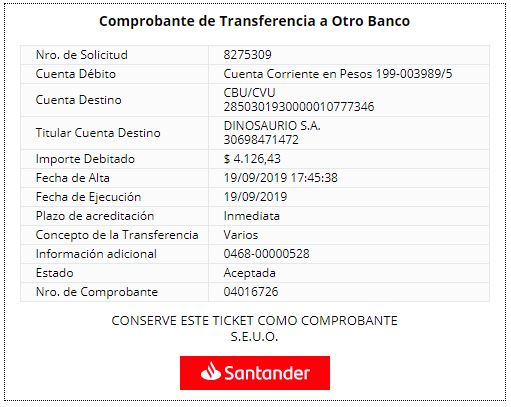 Comprobante de Transferencia a Otro Banco
Nro. de Solicitud 8275309
Cuenta Débito Cuenta Corriente en Pesos 199-003989/5
Cuenta Destino CBU/CVU
2850301930000010777346
Titular Cuenta Destino DINOSAURIO S.A.
30698471472
Importe Debitado $ 4.126,43
Fecha de Alta 19/09/2019 17:45:38
Fecha de Ejecución 19/09/2019
Plazo de acreditación Inmediata
Concepto de la Transferencia Varios
Información adicional 0468-00000528
Estado Aceptada
Nro. de Comprobante 04016726
CONSERVE ESTE TICKET COMO COMPROBANTE
S.E.U.O.
Santander